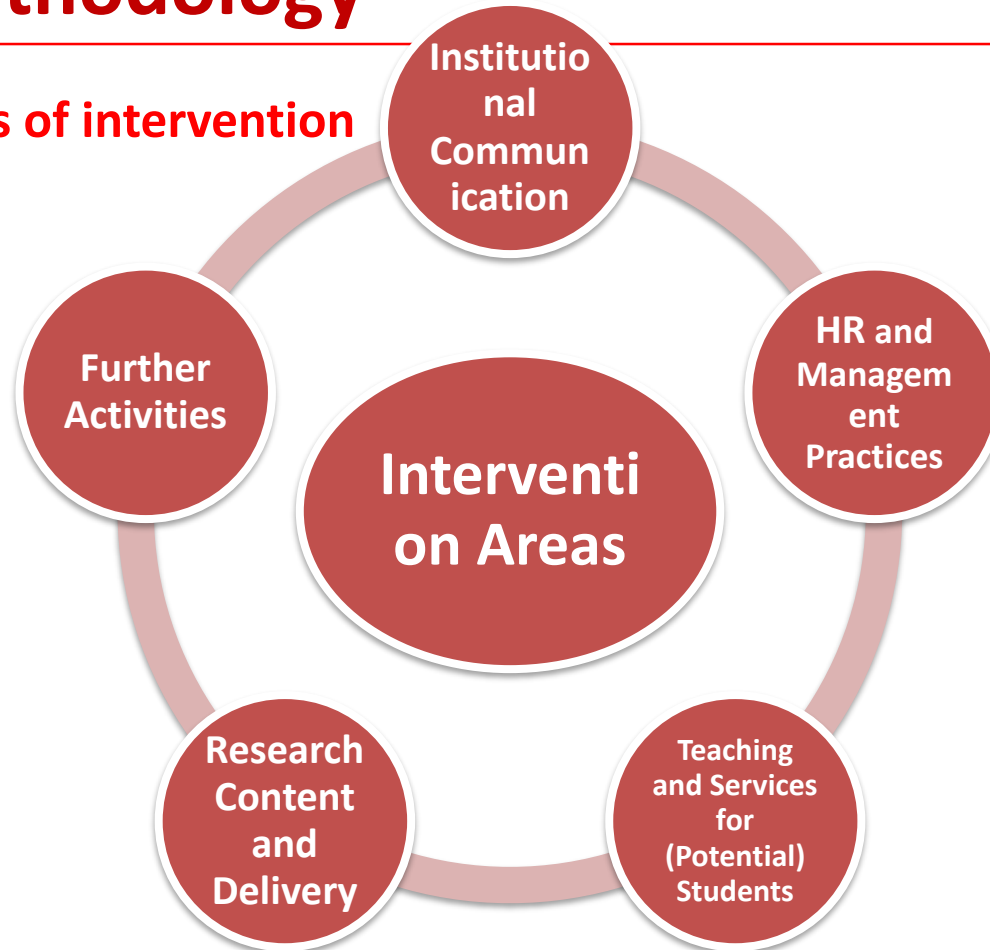 thodology
s of intervention
Institutio
nal
Commun
ication
HR and
Managem
ent
Practices
Further
Activities
Interventi
on Areas
Research
Content
and
Delivery
Teaching
and Services
for
(Potential)
Students